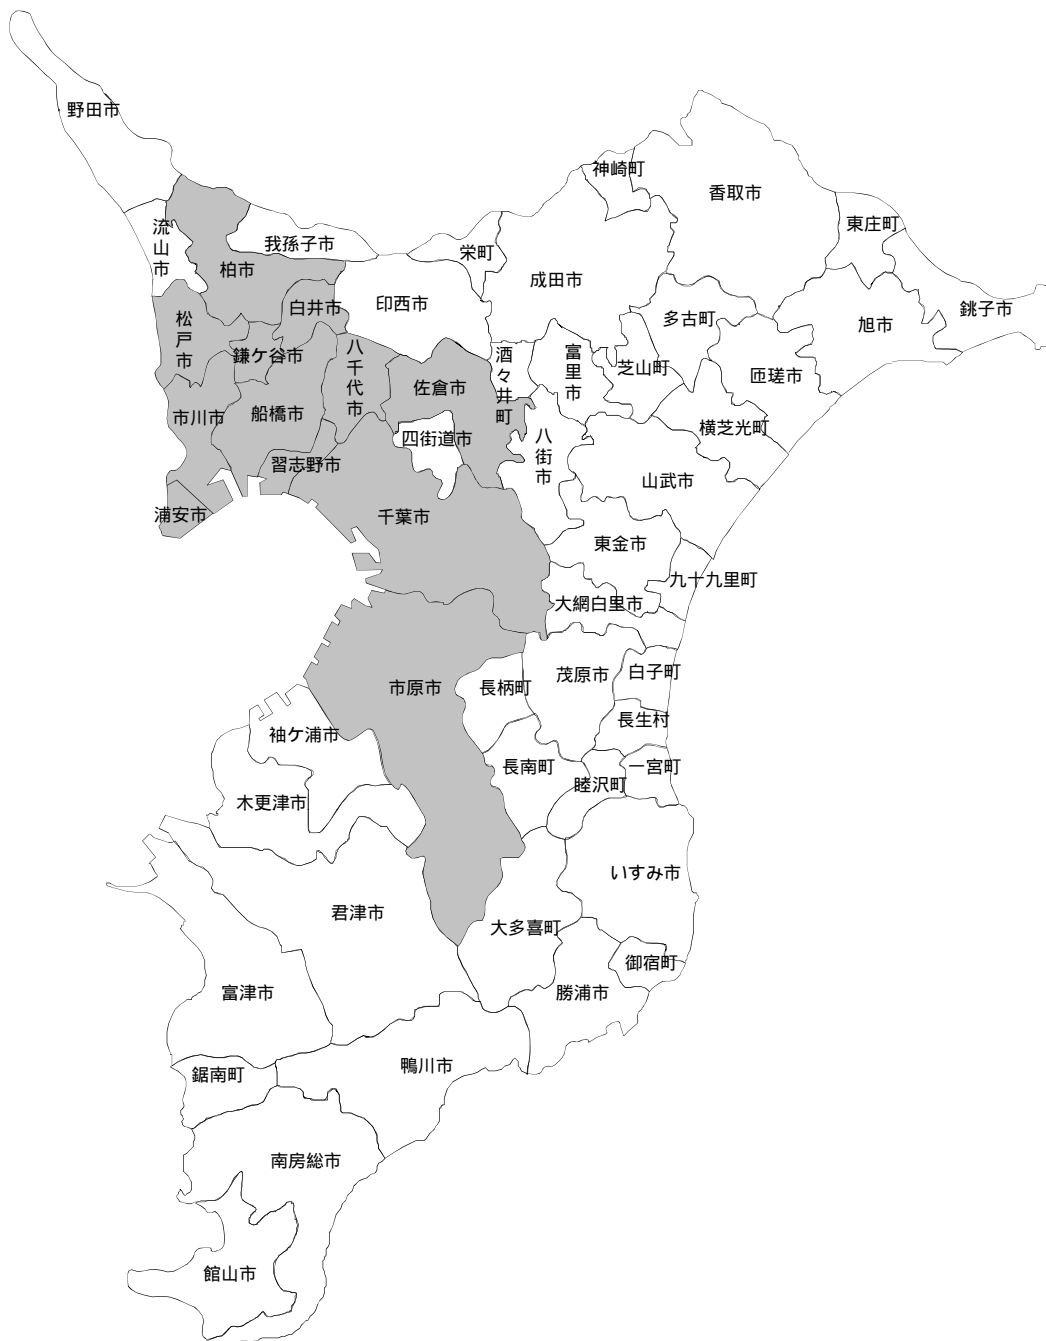 野田市
神崎町
香取市
流山市
我孫子市
栄町
東庄町
柏市
成田市
白井市
印西市
多古町
旭市
銚子市
松戸市
鎌ケ谷市
八千代市
佐倉市
酒々井町
富里市
芝山町
匝瑳市
市川市
船橋市
四街道市
八街市
横芝光町
習志野市
山武市
浦安市
千葉市
東金市
九十九里町
大網白里市
市原市
長柄町
茂原市
白子町
袖ケ浦市
長生村
長南町
睦沢町
一宮町
木更津市
いすみ市
君津市
大多喜町
富津市
勝浦市
御宿町
鋸南町
鴨川市
南房総市
館山市